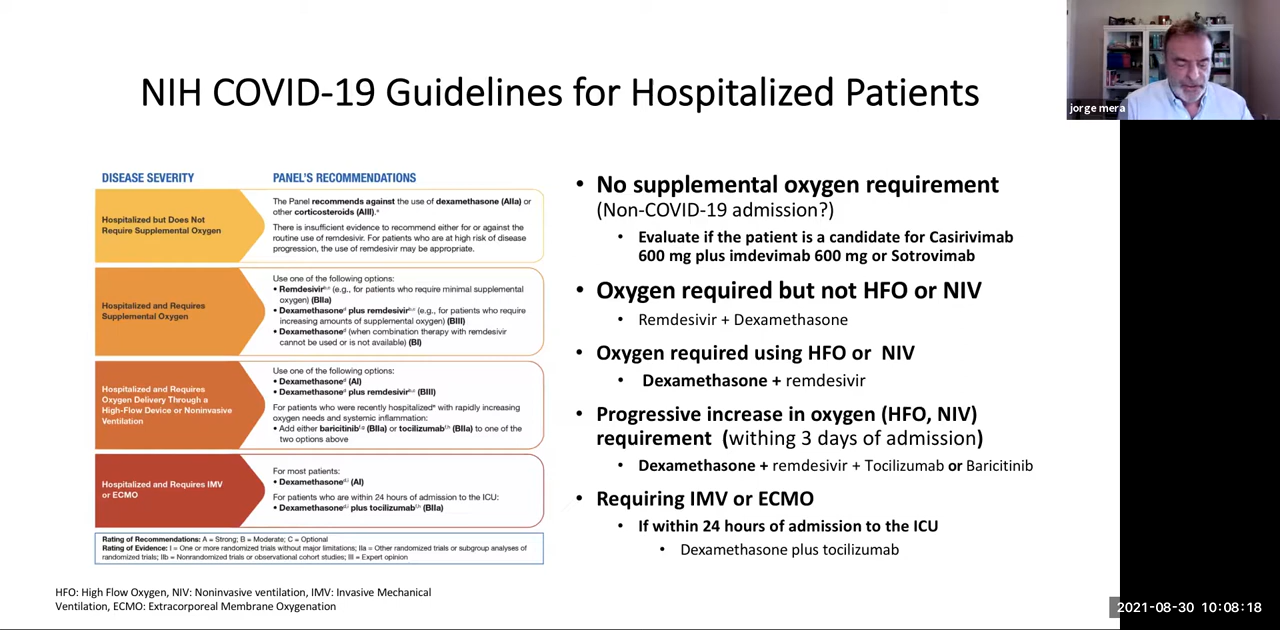 NIH COVID-19 Guidelines for Hospitalized Patients
jorge mera
DISEASE SEVERITY
PANEL'S RECOMMENDATIONS
Hospitalized but Does Not
Require Supplemental Oxygen
The Panel recommends against the use of dexamethasone (AIIa) or
other corticosteroids (AIII).a
There is insufficient evidence to recommend either for or against the
routine use of remdesivir. For patients who are at high risk of disease
progression, the use of remdesivir may be appropriate.
Hospitalized and Requires
Supplemental Oxygen
Use one of the following options:
• Remdesivirb,c (e.g., for patients who require minimal supplemental
oxygen) (BIIa)
• Dexamethasoned plus remdesivirb,c (e.g., for patients who require
increasing amounts of supplemental oxygen) (BIII)
• Dexamethasoned (when combination therapy with remdesivir
cannot be used or is not available) (BI)
Hospitalized and Requires
Oxygen Delivery Through a
High-Flow Device or Noninvasive
Ventilation
Use one of the following options:
• Dexamethasoned (AI)
• Dexamethasoned plus remdesivirb,c (BIII)
For patients who were recently hospitalizede with rapidly increasing
oxygen needs and systemic inflammation:
• Add either baricitinibf,g (BIIa) or tocilizumabf,h (BIIa) to one of the
two options above
Hospitalized and Requires IMV
or ECMO
For most patients:
• Dexamethasoned,i (AI)
For patients who are within 24 hours of admission to the ICU:
• Dexamethasoned,i plus tocilizumabf,h (BIIa)
Rating of Recommendations: A = Strong; B = Moderate; C = Optional
Rating of Evidence: I = One or more randomized trials without major limitations; IIa = Other randomized trials or subgroup analyses of
randomized trials; IIb = Nonrandomized trials or observational cohort studies; III = Expert opinion
HFO: High Flow Oxygen, NIV: Noninvasive ventilation, IMV: Invasive Mechanical
Ventilation, ECMO: Extracorporeal Membrane Oxygenation
• No supplemental oxygen requirement
(Non-COVID-19 admission?)
• Evaluate if the patient is a candidate for Casirivimab
600 mg plus imdevimab 600 mg or Sotrovimab
• Oxygen required but not HFO or NIV
• Remdesivir + Dexamethasone
• Oxygen required using HFO or NIV
• Dexamethasone + remdesivir
• Progressive increase in oxygen (HFO, NIV)
requirement (withing 3 days of admission)
• Dexamethasone + remdesivir + Tocilizumab or Baricitinib
• Requiring IMV or ECMO
• If within 24 hours of admission to the ICU
• Dexamethasone plus tocilizumab
2021-08-30 10:08:18